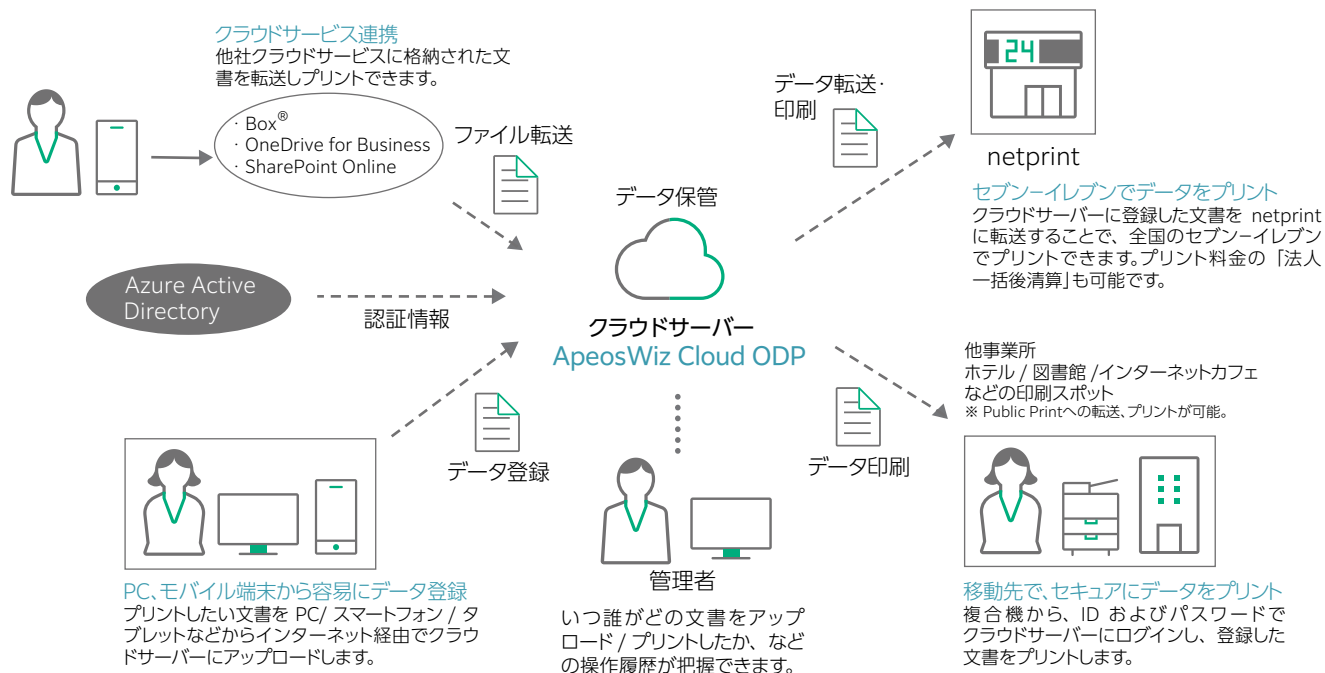 クラウドサービス連携
他社クラウドサービスに格納された文
書を転送しプリントできます。
· Box®
· OneDrive for Business
· SharePoint Online
ファイル転送
Azure Active
Directory
認証情報
データ登録
PC、モバイル端末から容易にデータ登録
プリントしたい文書を PC/ スマートフォン / タ
ブレットなどからインターネット経由でクラウ
ドサーバーにアップロードします。
データ保管
クラウドサーバー
ApeosWiz Cloud ODP
管理者
いつ誰がどの文書をアップ
ロード / プリントしたか、など
の操作履歴が把握できます。
データ転送·
印刷
24
netprint
セブン−イレブンでデータをプリント
クラウドサーバーに登録した文書を netprint
に転送することで、全国のセブン−イレブン
でプリントできます。プリント料金の「法人
一括後清算」も可能です。
データ印刷
他事業所
ホテル / 図書館 /インターネットカフェ
などの印刷スポット
※ Public Printへの転送、プリントが可能。
移動先で、セキュアにデータをプリント
複合機から、ID およびパスワードで
クラウドサーバーにログインし、登録した
文書をプリントします。